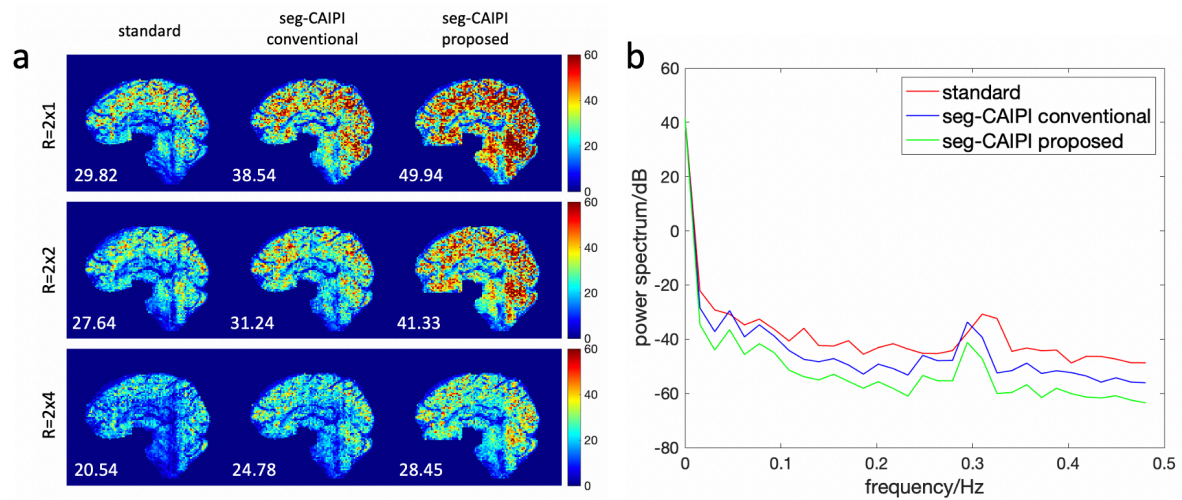 a
standard
seg-CAIPI
conventional
seg-CAIPI
proposed
R=2x1
29.82
38.54
49.94
60
40
20
0
R=2x2
27.64
31.24
41.33
60
40
20
0
R=2x4
20.54
24.78
28.45
60
40
20
0
b
power spectrum/dB
60
40
20
0
-20
-40
-60
-80
standard
seg-CAIPI conventional
seg-CAIPI proposed
0
0.1
0.2
0.3
0.4
0.5
frequency/Hz